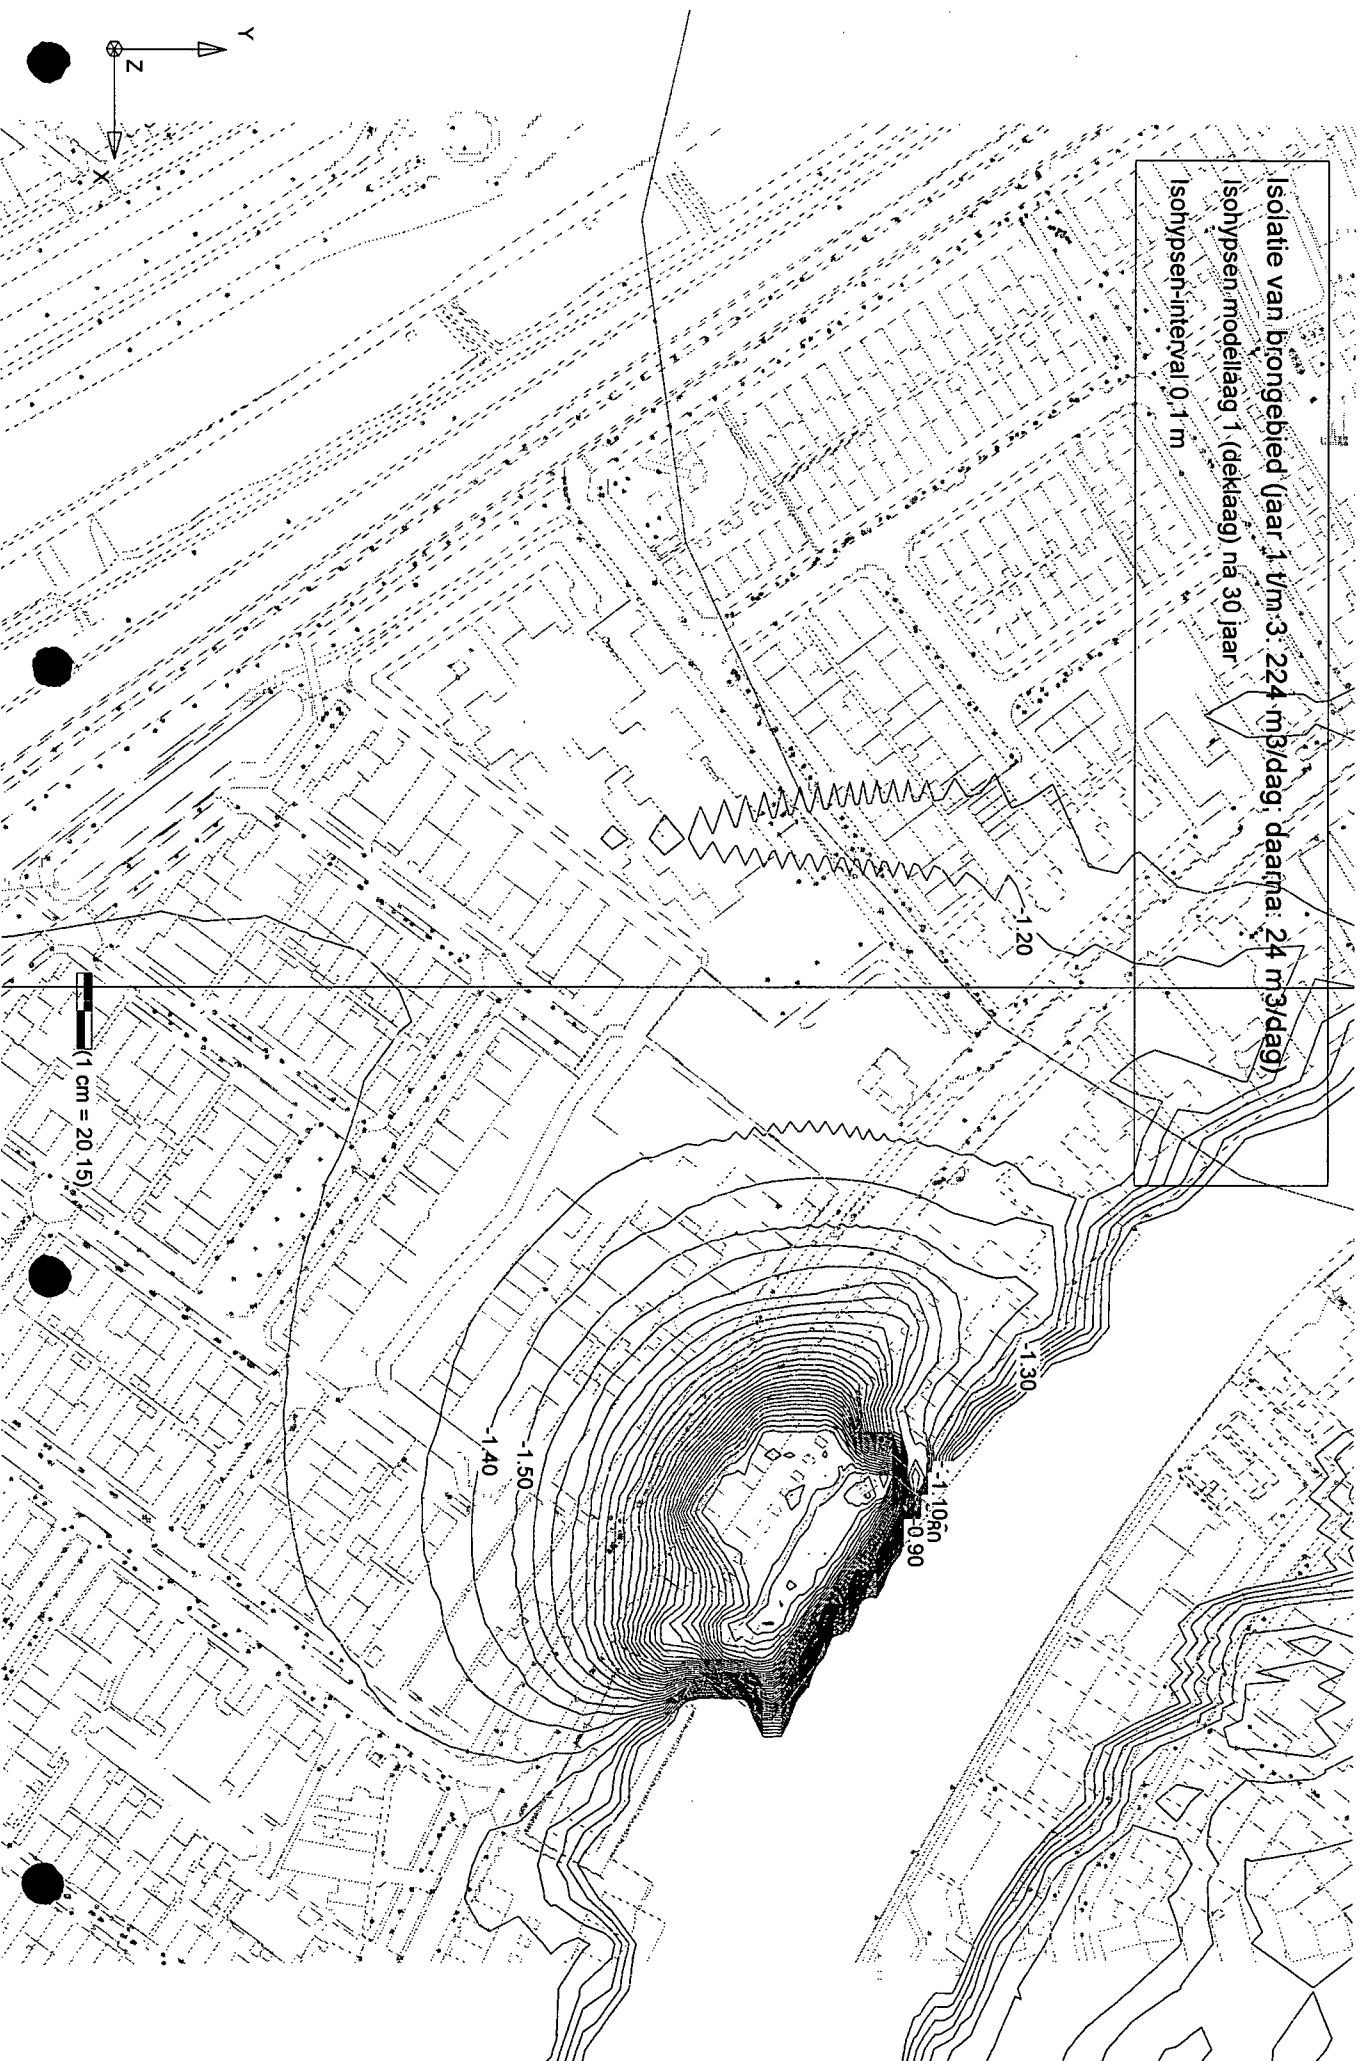 Isolatie van brongebied (jaar 1 t/m 3: 224 m3/dag; daarna: 24 m3/dag)
Isohypsen modellaag 1 (deklaag) na 30 jaar
Isohypsen-interval 0,1 m
Y
Z
X
-1.20
-1.30
-1.10
-0.90
-1.40
-1.50
(1 cm = 20.15)